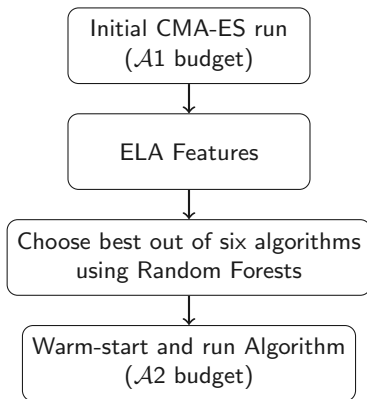 Initial CMA-ES run
(𝒜1 budget)
ELA Features
Choose best out of six algorithms
using Random Forests
Warm-start and run Algorithm
(𝒜2 budget)